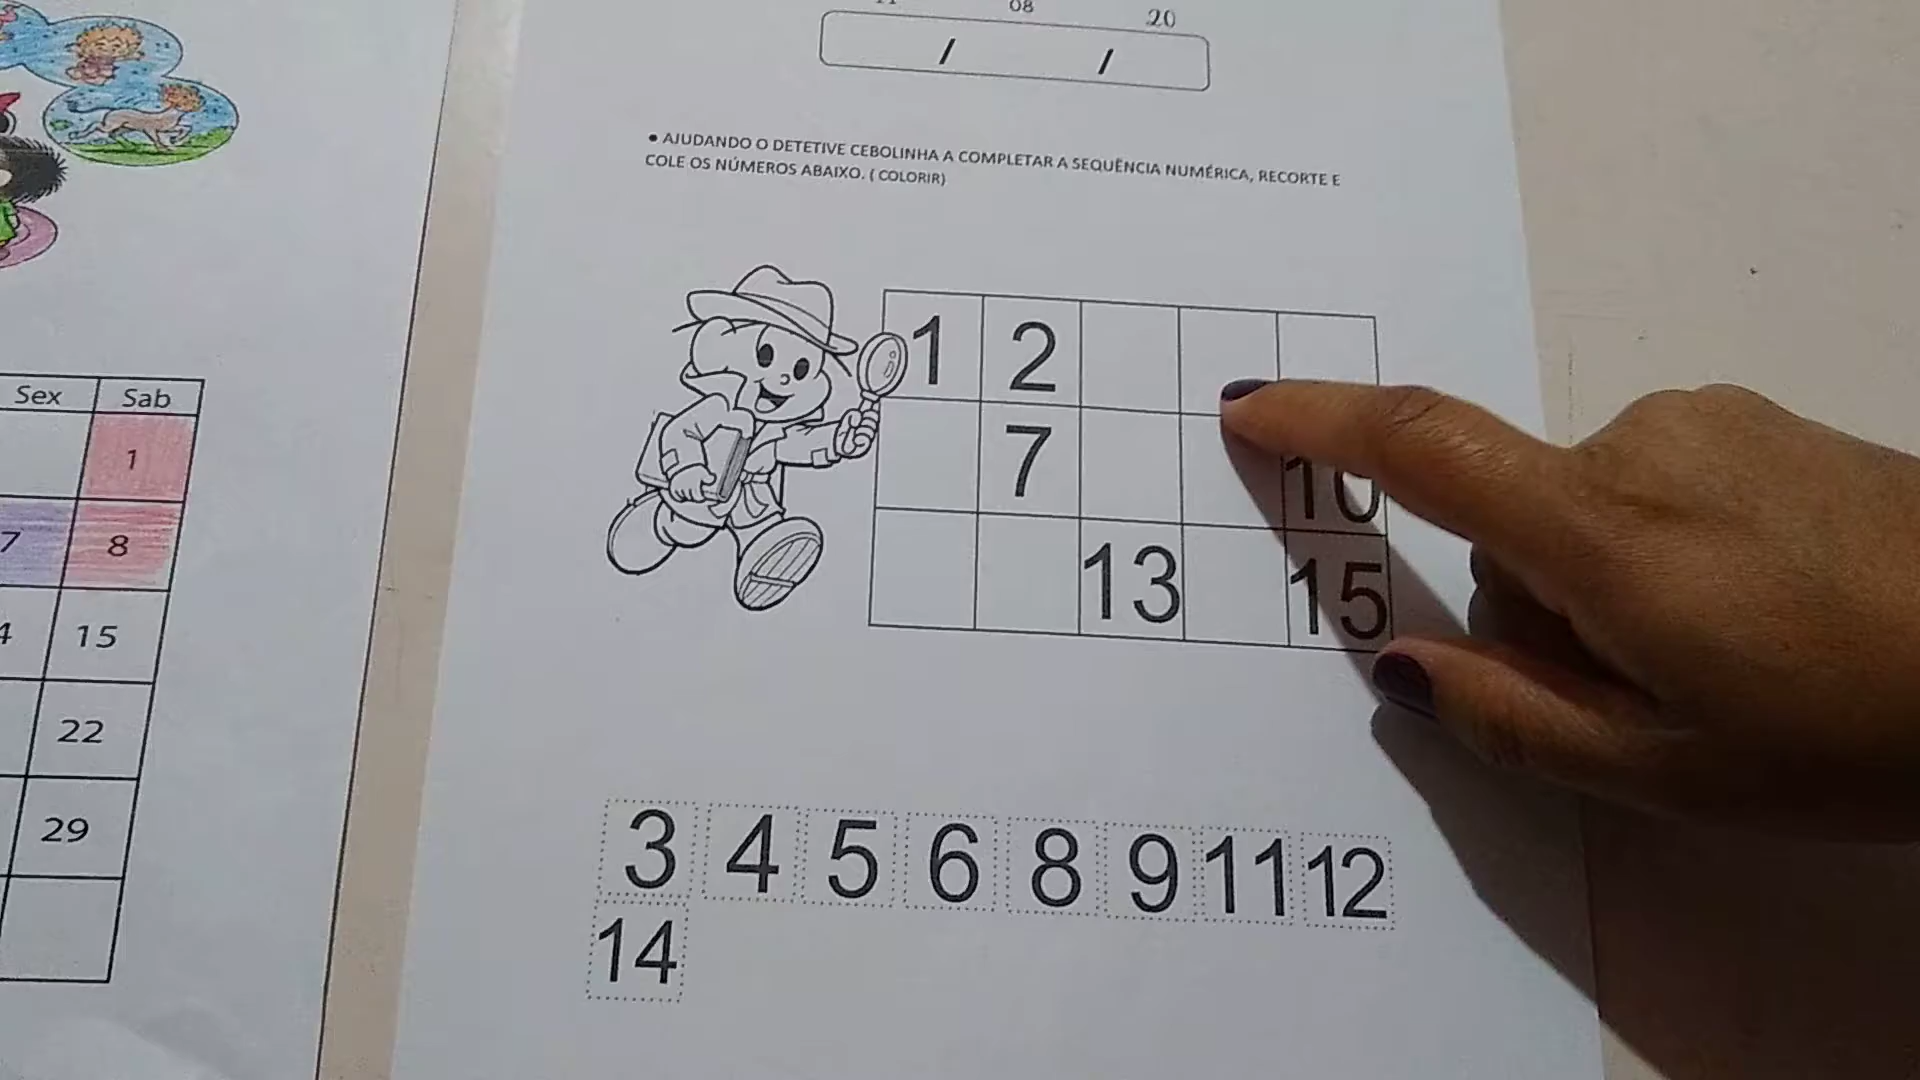 08 20
/ /
• AJUDANDO O DETETIVE CEBOLINHA A COMPLETAR A SEQUÊNCIA NUMÉRICA, RECORTE E
COLE OS NÚMEROS ABAIXO. ( COLORIR)
1 2
7 10
13 15
3 4 5 6 8 9 11 12
14
Sex Sab
1
7 8
4 15
22
29